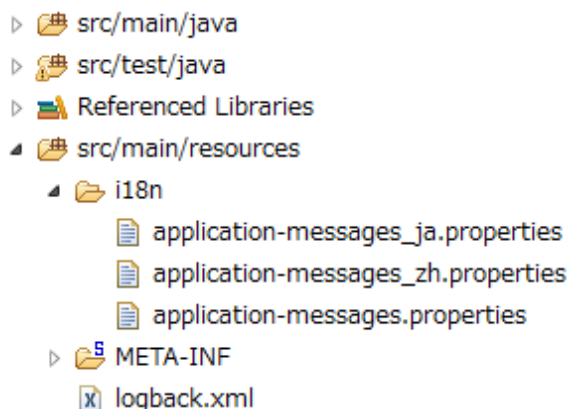 src/main/java
src/test/java
Referenced Libraries
src/main/resources
i18n
application-messages_ja.properties
application-messages_zh.properties
application-messages.properties
META-INF
logback.xml